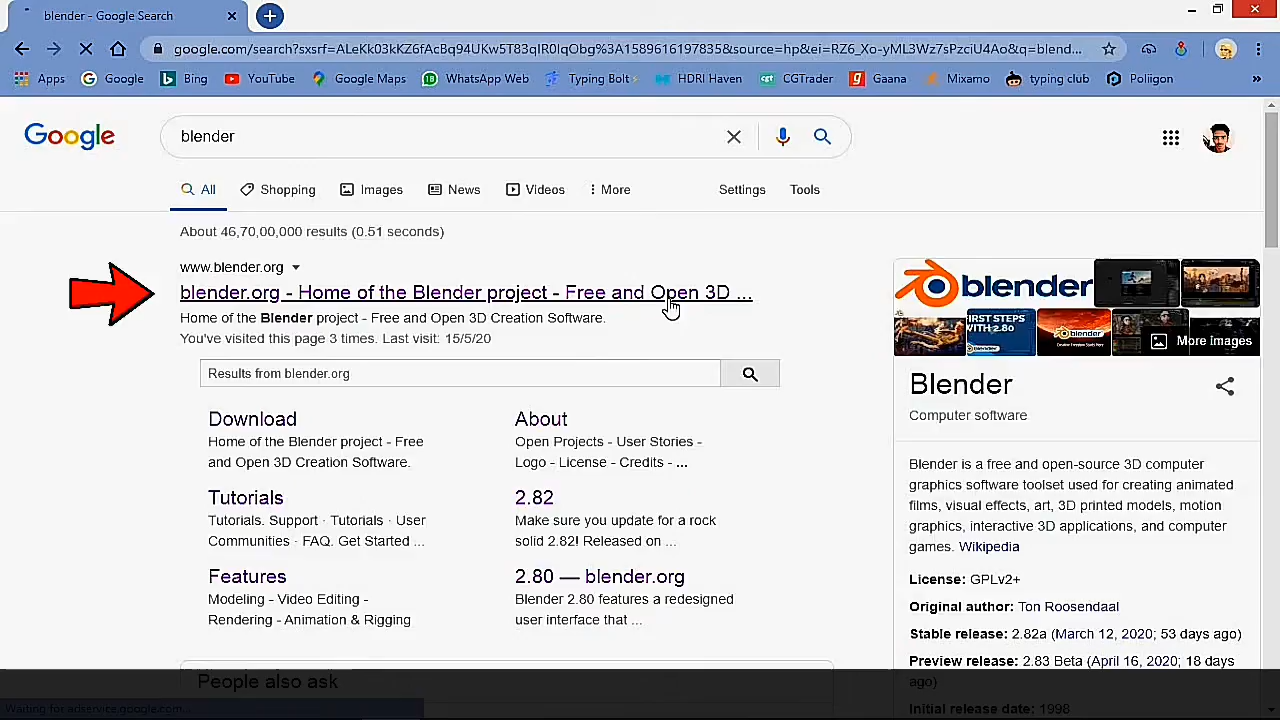 blender - Google Search
google.com/search?sxsrf=ALeKk03kKZ6fAcBq94UKw5T83qIR0lqObg%3A1589616197835&source=hp&ei=RZ6_Xo-yML3Wz7sPzciU4Ao&q=blend...
Apps Google Bing YouTube Google Maps WhatsApp Web Typing Bolt HDRI Haven CGTrader Gaana Mixamo typing club Poliigon
Google
blender
All Shopping Images News Videos More Settings Tools
About 46,70,00,000 results (0.51 seconds)
www.blender.org
blender.org - Home of the Blender project - Free and Open 3D ...
Home of the Blender project - Free and Open 3D Creation Software.
You've visited this page 3 times. Last visit: 15/5/20
Results from blender.org
Download
Home of the Blender project - Free
and Open 3D Creation Software.
About
Open Projects - User Stories -
Logo - License - Credits - ...
Tutorials
Tutorials. Support · Tutorials · User
Communities · FAQ. Get Started ...
2.82
Make sure you update for a rock
solid 2.82! Released on ...
Features
Modeling - Video Editing -
Rendering - Animation & Rigging
2.80 — blender.org
Blender 2.80 features a redesigned
user interface that ...
People also ask
Waiting for adservice.google.com...
blender
FIRST STEPS
WITH 2.80
blender
blender
More images
Blender
Computer software
Blender is a free and open-source 3D computer
graphics software toolset used for creating animated
films, visual effects, art, 3D printed models, motion
graphics, interactive 3D applications, and computer
games. Wikipedia
License: GPLv2+
Original author: Ton Roosendaal
Stable release: 2.82a (March 12, 2020; 53 days ago)
Preview release: 2.83 Beta (April 16, 2020; 18 days
ago)
Initial release date: 1998